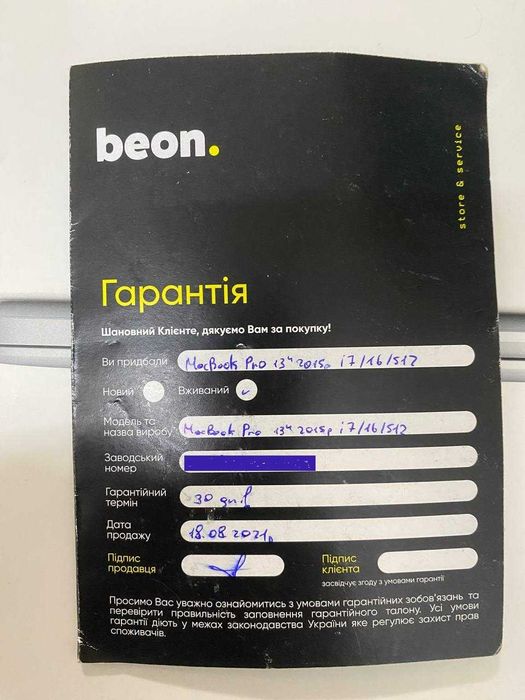 beon.
store & service
Гарантія
Шановний Клієнте, дякуємо Вам за покупку!
Ви придбали MacBook Pro 13" 2015р i7/16/512
Новий Вживаний ✓
Модель та
назва виробу MacBook Pro 13" 2015р i7/16/512
Заводський
номер
Гарантійний
термін 30 днів
Дата
продажу 18.08.2021р
Підпис
продавця
Підпис
клієнта
засвідчує згоду з умовами гарантії
Просимо Вас уважно ознайомитись з умовами гарантійних зобов'язань та
перевірити правильність заповнення гарантійного талону. Усі умови
гарантії діють у межах законодавства України яке регулює захист прав
споживачів.